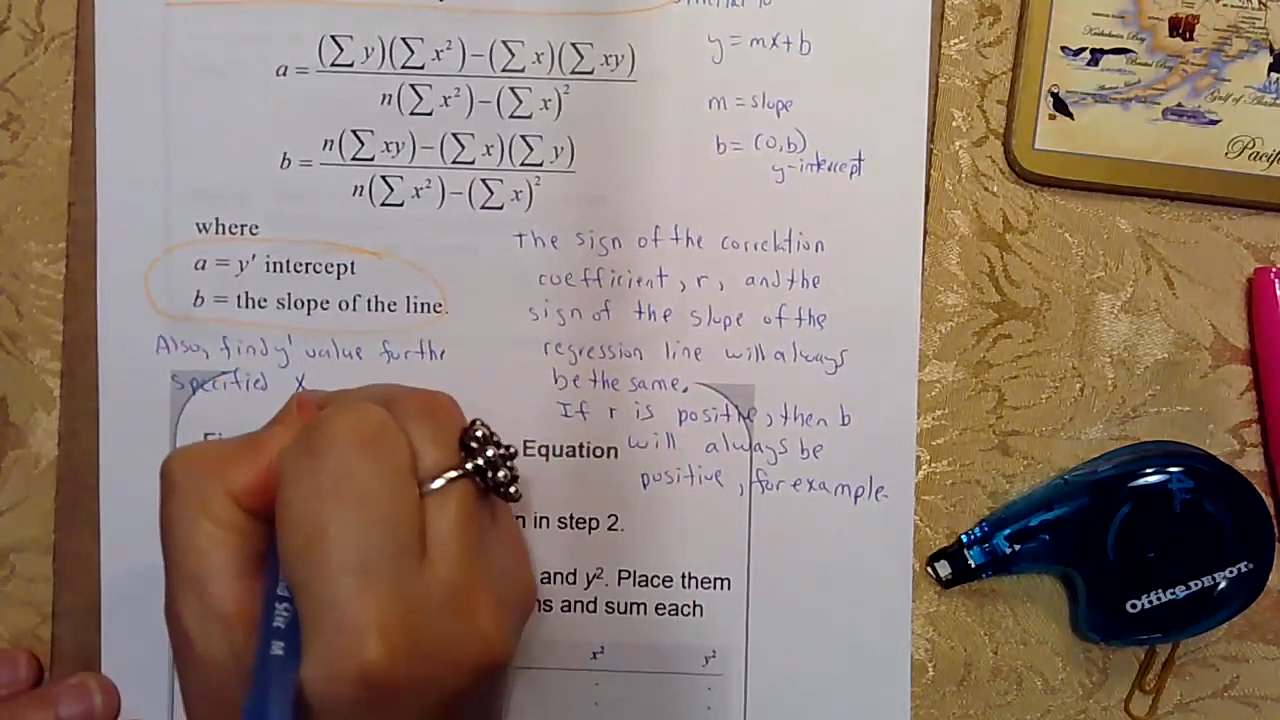 y = mx + b
a = (∑ y)(∑ x²) − (∑ x)(∑ xy) / n(∑ x²) − (∑ x)²
m = slope
b = (0, b)
y-intercept
b = n(∑ xy) − (∑ x)(∑ y) / n(∑ x²) − (∑ x)²
where
a = y′ intercept
b = the slope of the line.
Also, find y' value for the
specified x
The sign of the correlation
coefficient, r, and the
sign of the slope of the
regression line will always
be the same.
If r is positive, then b
will always be
positive, for example
Equation
in step 2.
and y². Place them
and sum each
x² y²
Gulf of
Pacific
Office DEPOT.